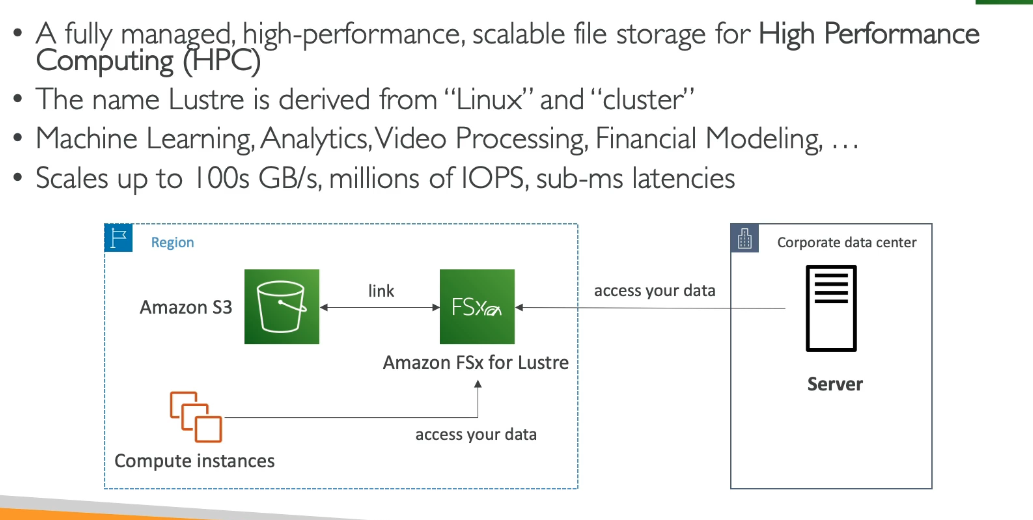 • A fully managed, high-performance, scalable file storage for High Performance
Computing (HPC)
• The name Lustre is derived from “Linux” and “cluster”
• Machine Learning, Analytics, Video Processing, Financial Modeling, …
• Scales up to 100s GB/s, millions of IOPS, sub-ms latencies
Region
Corporate data center
Amazon S3
link
FSx
access your data
Amazon FSx for Lustre
Server
access your data
Compute instances